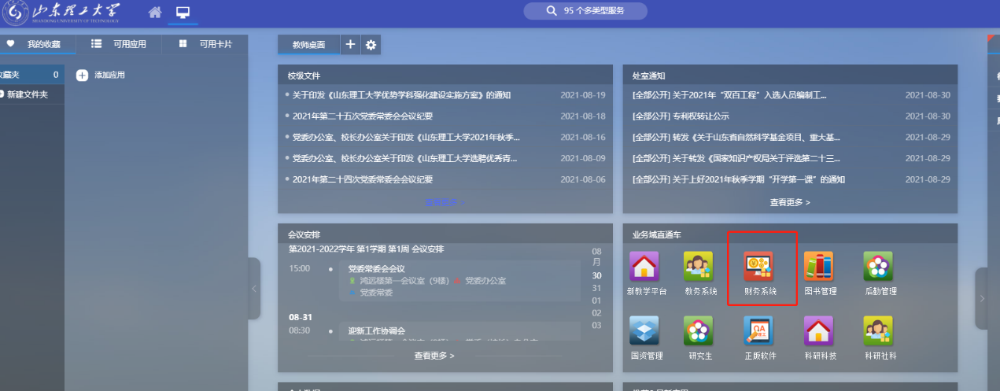 山东理工大学
SHANDONG UNIVERSITY OF TECHNOLOGY
95 个多类型服务
我的收藏
可用应用
可用卡片
教师桌面
收藏夹 0
添加应用
新建文件夹
校级文件
关于印发《山东理工大学优势学科强化建设实施方案》的通知 2021-08-19
2021年第二十五次党委常委会会议纪要 2021-08-18
党委办公室、校长办公室关于印发《山东理工大学2021年秋季... 2021-08-16
党委办公室、校长办公室关于印发《山东理工大学选聘优秀青... 2021-08-09
2021年第二十四次党委常委会会议纪要 2021-08-06
查看更多 >
处室通知
[全部公开] 关于2021年“双百工程”入选人员编制工... 2021-08-30
[全部公开] 专利权转让公示 2021-08-30
[全部公开] 转发《关于山东省自然科学基金项目、重大基... 2021-08-29
[全部公开] 关于转发《国家知识产权局关于评选第二十三... 2021-08-29
[全部公开] 关于上好2021年秋季学期“开学第一课”的通知 2021-08-29
查看更多 >
会议安排
第2021-2022学年 第1学期 第1周 会议安排
15:00 党委常委会会议
鸿远楼第一会议室（9楼） 党委办公室
党委常委
08-31
08:30 迎新工作协调会
查看更多 >
08
月
30
31
01
02
03
业务域直通车
新教学平台
教务系统
财务系统
图书管理
后勤管理
国资管理
研究生
正版软件
科研科技
科研社科